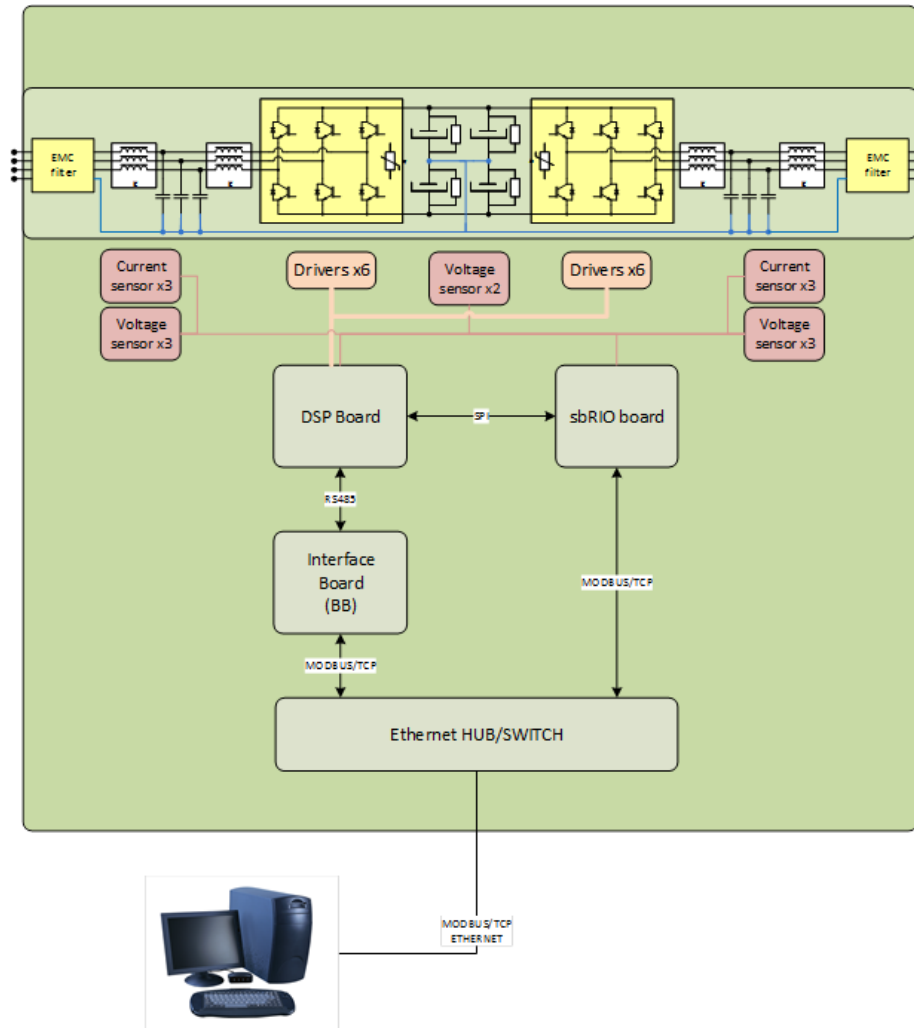 EMC
filter
K
K
K
K
EMC
filter
Current
sensor x3
Drivers x6
Voltage
sensor x2
Drivers x6
Current
sensor x3
Voltage
sensor x3
Voltage
sensor x3
DSP Board
SPI
sbRIO board
RS485
Interface
Board
(BB)
MODBUS/TCP
MODBUS/TCP
Ethernet HUB/SWITCH
MODBUS/TCP
ETHERNET